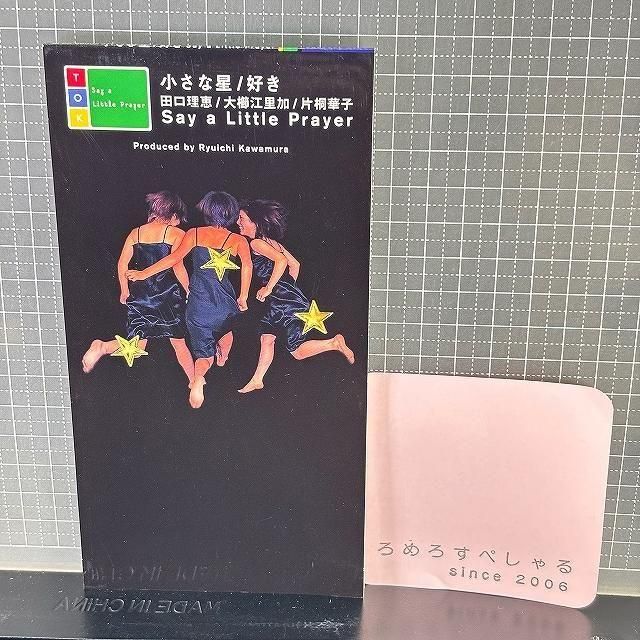 T
O
K
Say a
Little Prayer
小さな星/好き
田口理恵/大櫛江里加/片桐華子
Say a Little Prayer
Produced by Ryuichi Kawamura
ろめろすぺしゃる
since 2006
MADE IN CHINA